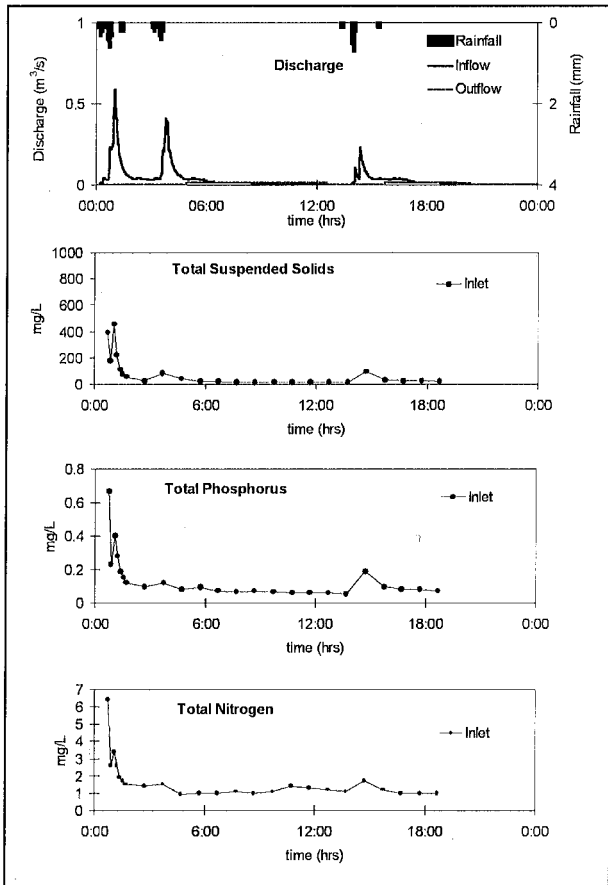 Discharge
Rainfall
Inflow
Outflow
Discharge (m³/s)
Rainfall (mm)
1
0.5
0
0
2
4
00:00 06:00 12:00 18:00 00:00
time (hrs)
Total Suspended Solids
Inlet
mg/L
1000
800
600
400
200
0
0:00 6:00 12:00 18:00 0:00
time (hrs)
Total Phosphorus
Inlet
mg/L
0.8
0.6
0.4
0.2
0
0:00 6:00 12:00 18:00 0:00
time (hrs)
Total Nitrogen
Inlet
mg/L
7
6
5
4
3
2
1
0
0:00 6:00 12:00 18:00 0:00
time (hrs)